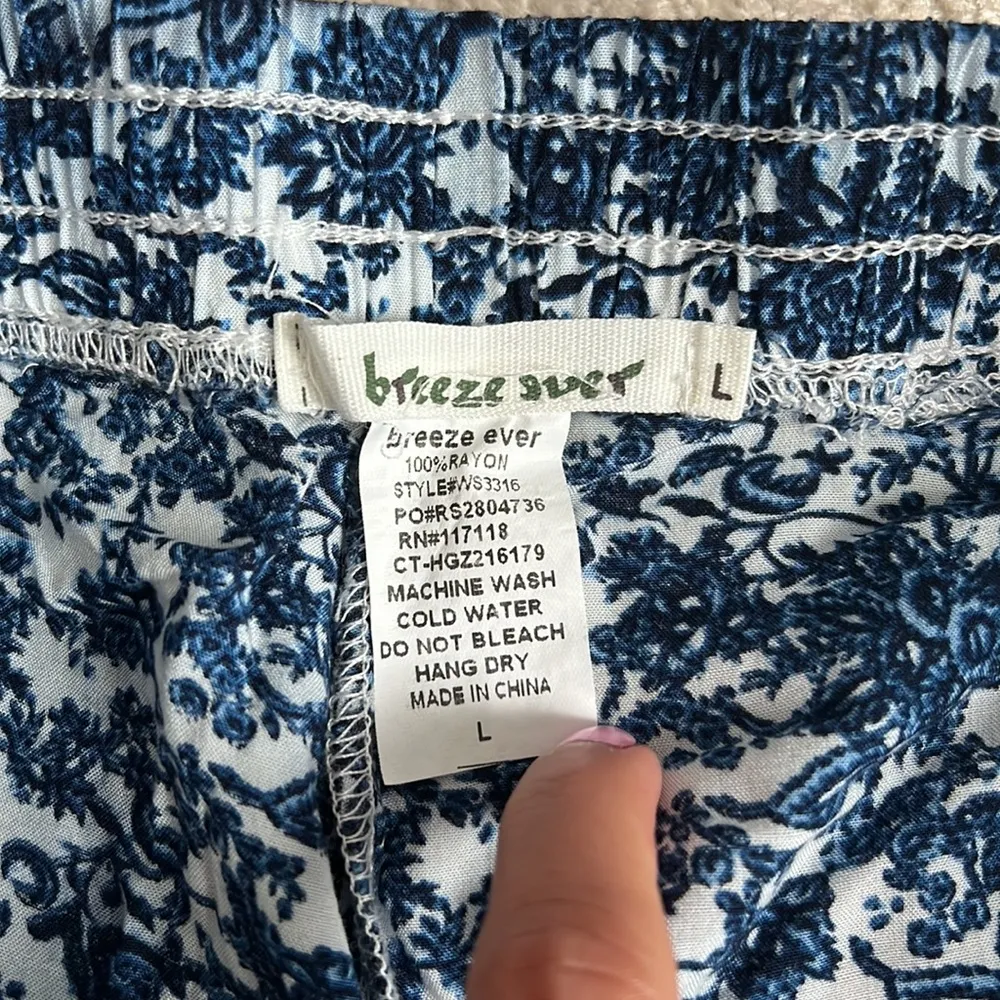 breeze ever L
breeze ever
100%RAYON
STYLE#WS3316
PO#RS2804736
RN#117118
CT-HGZ216179
MACHINE WASH
COLD WATER
DO NOT BLEACH
HANG DRY
MADE IN CHINA
L